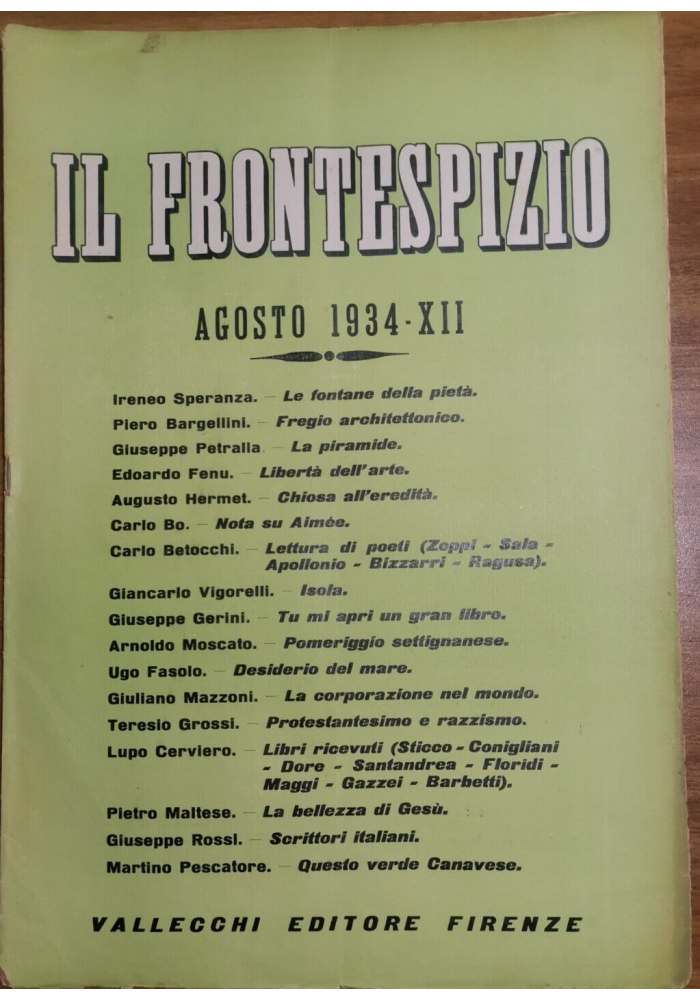 IL FRONTESPIZIO
AGOSTO 1934-XII
Ireneo Speranza. – Le fontane della pietà.
Piero Bargellini. – Fregio architettonico.
Giuseppe Petralia. – La piramide.
Edoardo Fenu. – Libertà dell'arte.
Augusto Hermet. – Chiosa all'eredità.
Carlo Bo. – Nota su Aimée.
Carlo Betocchi. – Lettura di poeti (Zeppi - Sala -
Apollonio - Bizzarri - Ragusa).
Giancarlo Vigorelli. – Isola.
Giuseppe Gerini. – Tu mi apri un gran libro.
Arnoldo Moscato. – Pomeriggio settignanese.
Ugo Fasolo. – Desiderio del mare.
Giuliano Mazzoni. – La corporazione nel mondo.
Teresio Grossi. – Protestantesimo e razzismo.
Lupo Cerviero. – Libri ricevuti (Sticco - Conigliani
- Dore - Santandrea - Floridi -
Maggi - Gazzei - Barbetti).
Pietro Maltese. – La bellezza di Gesù.
Giuseppe Rossi. – Scrittori italiani.
Martino Pescatore. – Questo verde Canavese.
VALLECCHI EDITORE FIRENZE